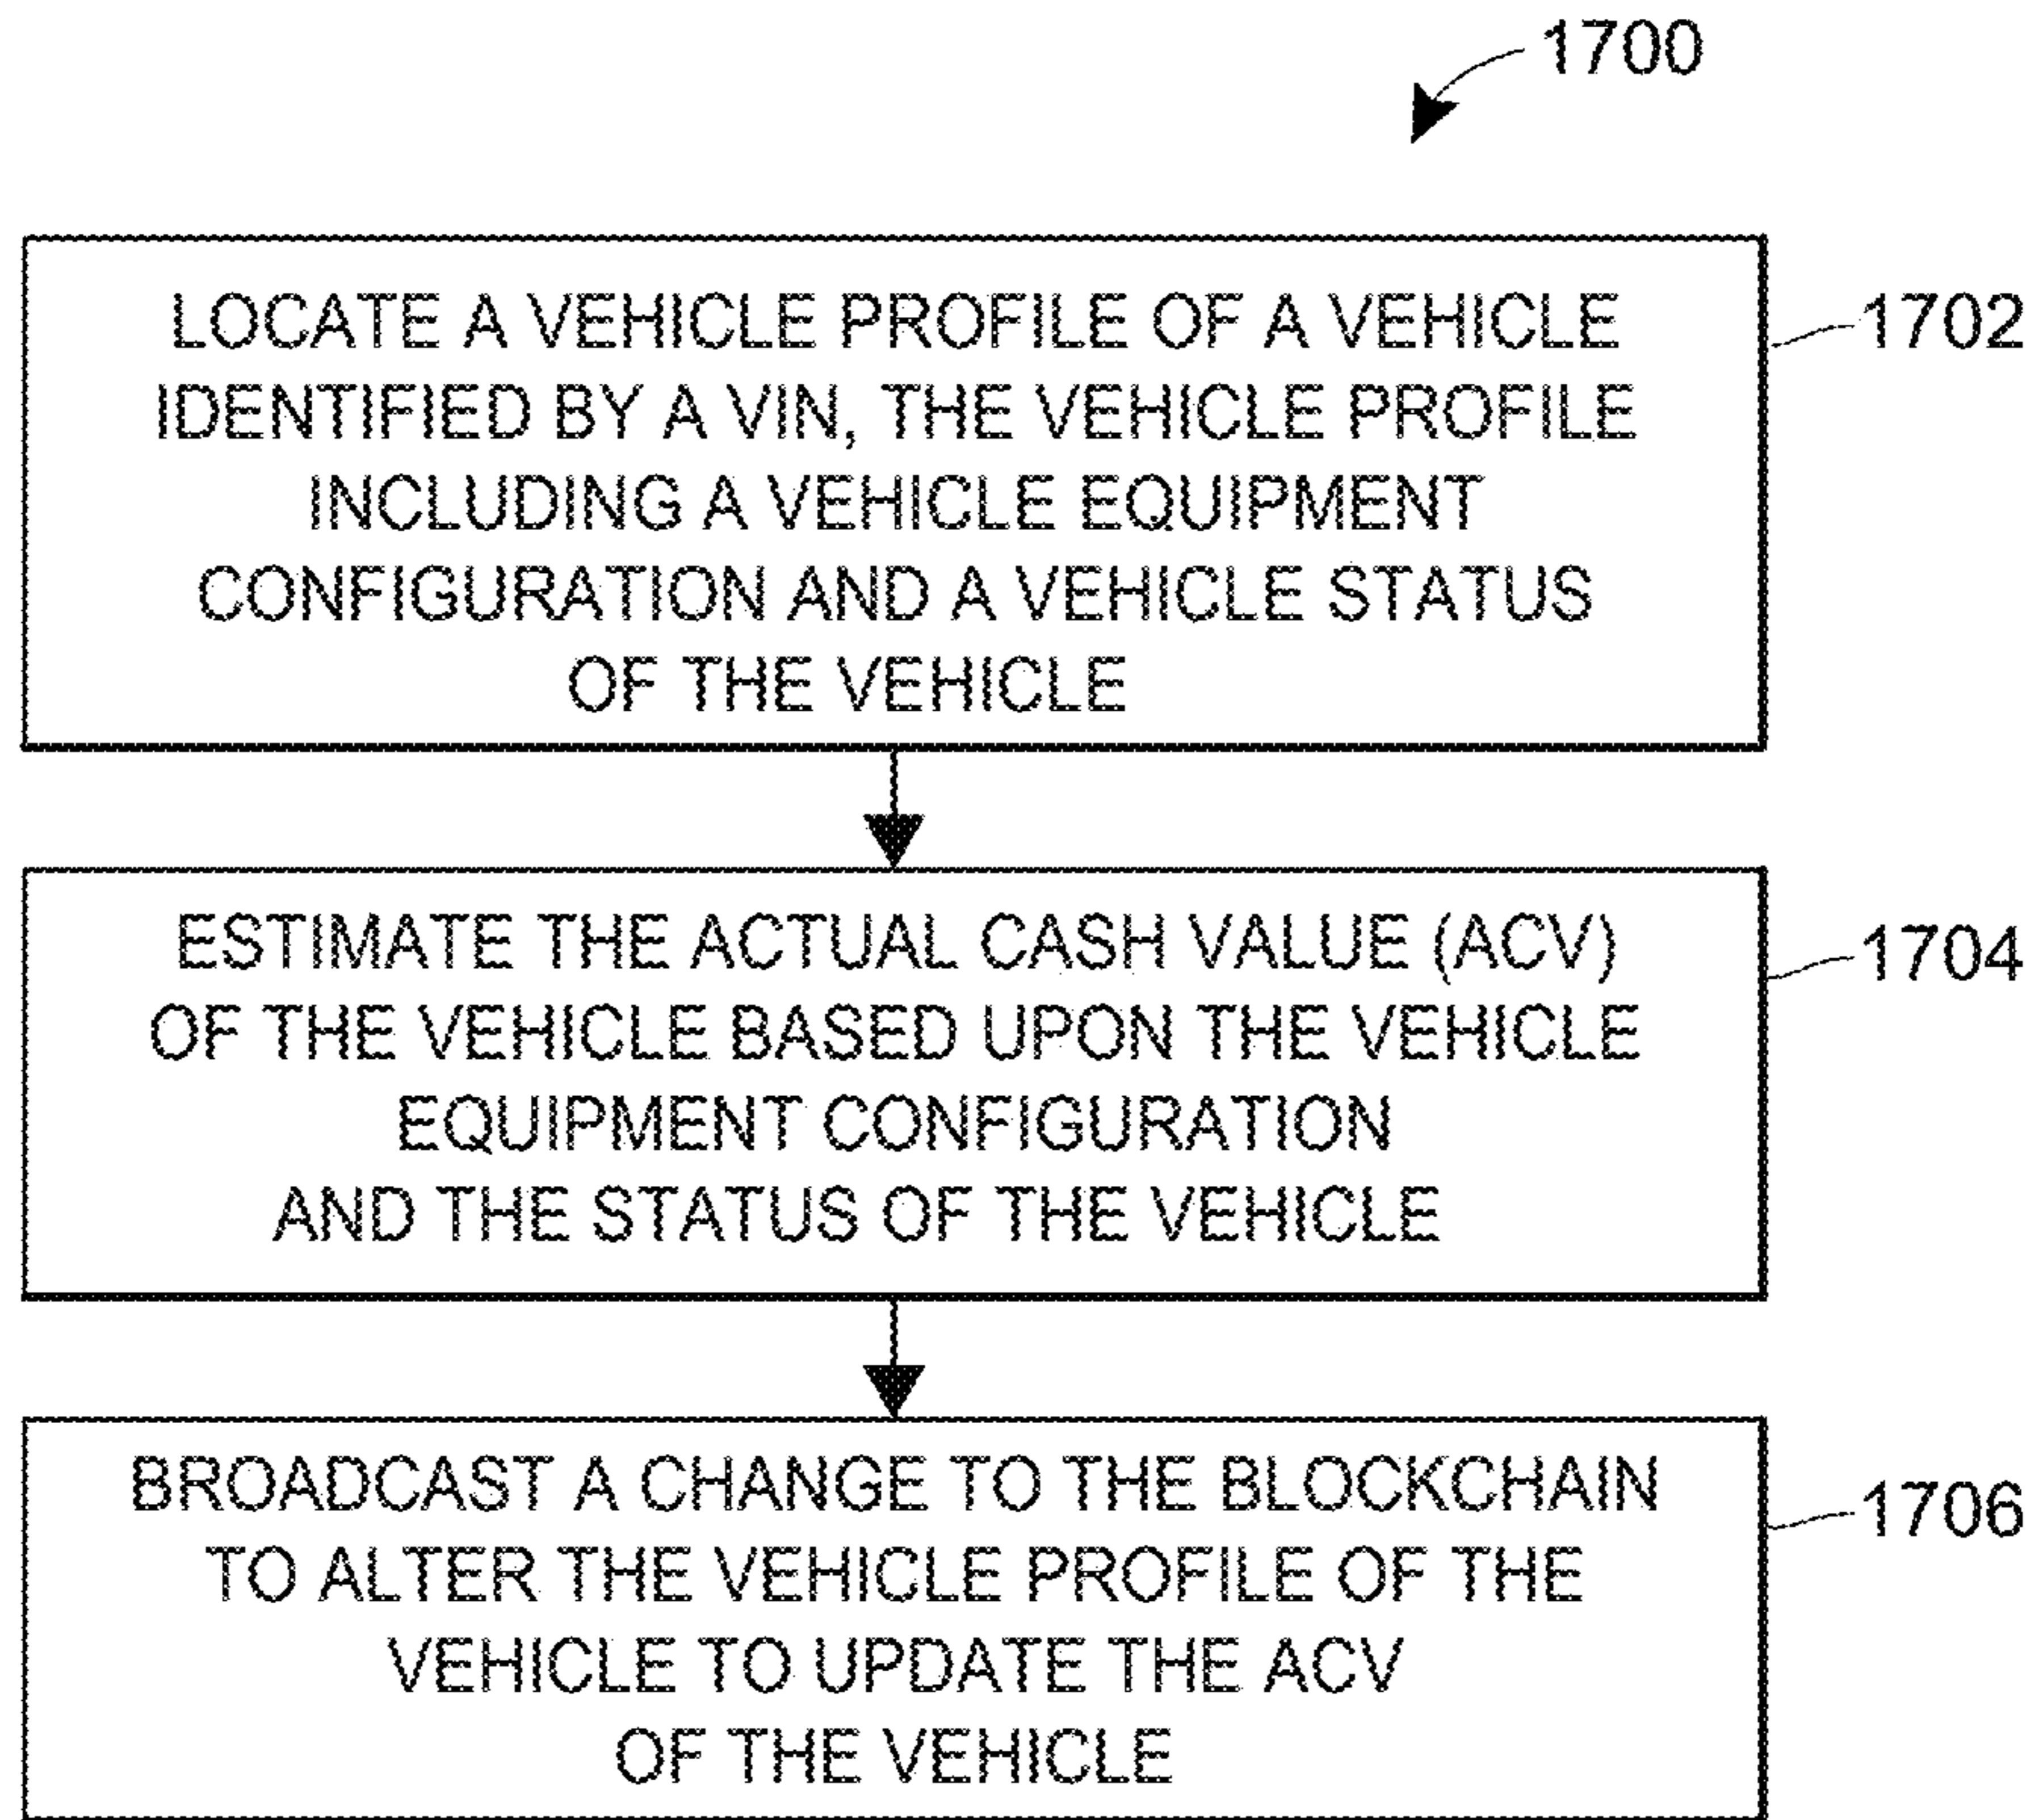 1700
LOCATE A VEHICLE PROFILE OF A VEHICLE
IDENTIFIED BY A VIN, THE VEHICLE PROFILE
INCLUDING A VEHICLE EQUIPMENT
CONFIGURATION AND A VEHICLE STATUS
OF THE VEHICLE
1702
ESTIMATE THE ACTUAL CASH VALUE (ACV)
OF THE VEHICLE BASED UPON THE VEHICLE
EQUIPMENT CONFIGURATION
AND THE STATUS OF THE VEHICLE
1704
BROADCAST A CHANGE TO THE BLOCKCHAIN
TO ALTER THE VEHICLE PROFILE OF THE
VEHICLE TO UPDATE THE ACV
OF THE VEHICLE
1706